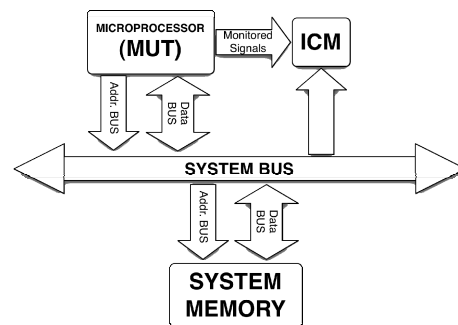 MICROPROCESSOR
(MUT)
Monitored
Signals
ICM
Addr. BUS
Data
BUS
SYSTEM BUS
Addr. BUS
Data
BUS
SYSTEM
MEMORY